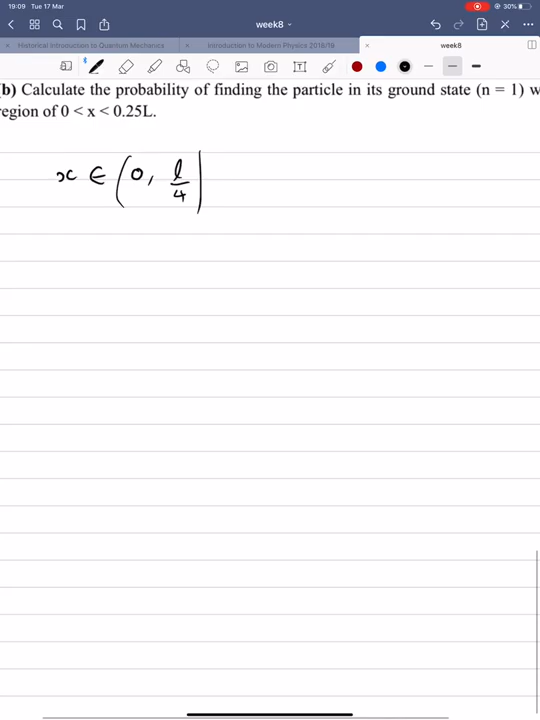 19:09 Tue 17 Mar
30%
week8
Historical Introduction to Quantum Mechanics
Introduction to Modern Physics 2018/19
week8
(b) Calculate the probability of finding the particle in its ground state (n = 1) w
region of 0 < x < 0.25L.
x ∈ (0, l/4